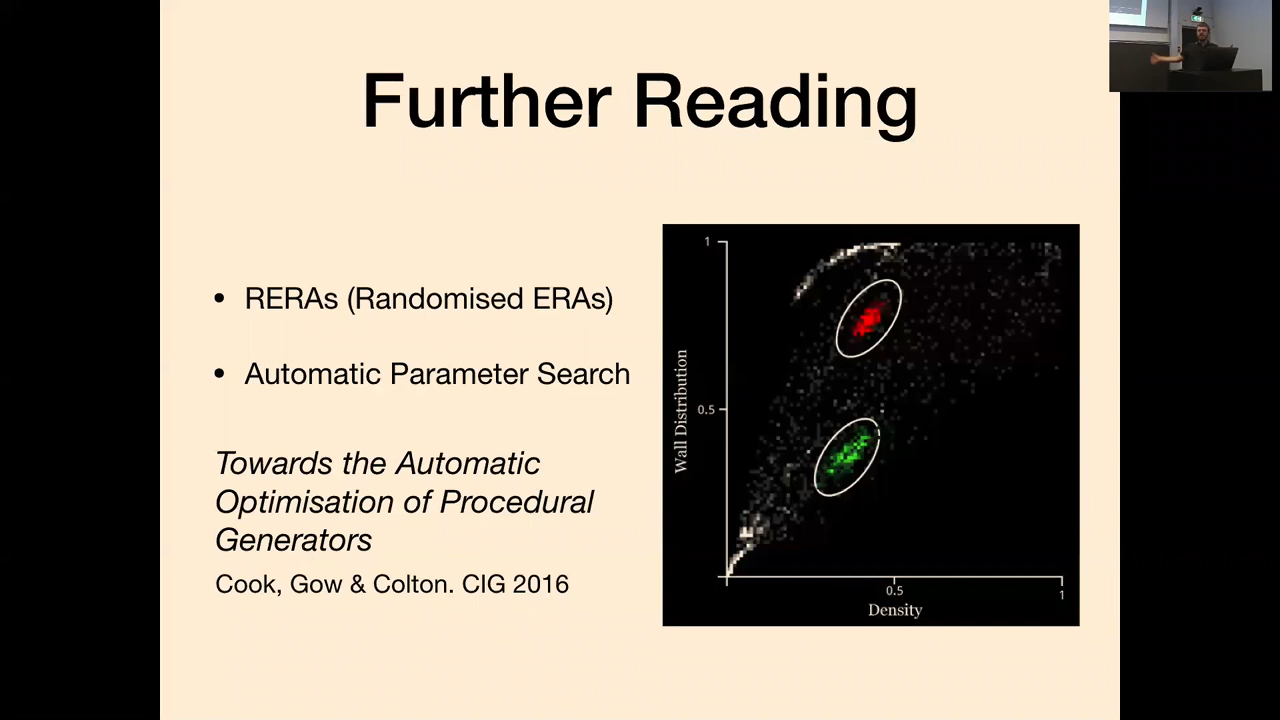 Further Reading
• RERAs (Randomised ERAs)
• Automatic Parameter Search
Towards the Automatic
Optimisation of Procedural
Generators
Cook, Gow & Colton. CIG 2016
1
Wall Distribution
0.5
0.5
1
Density